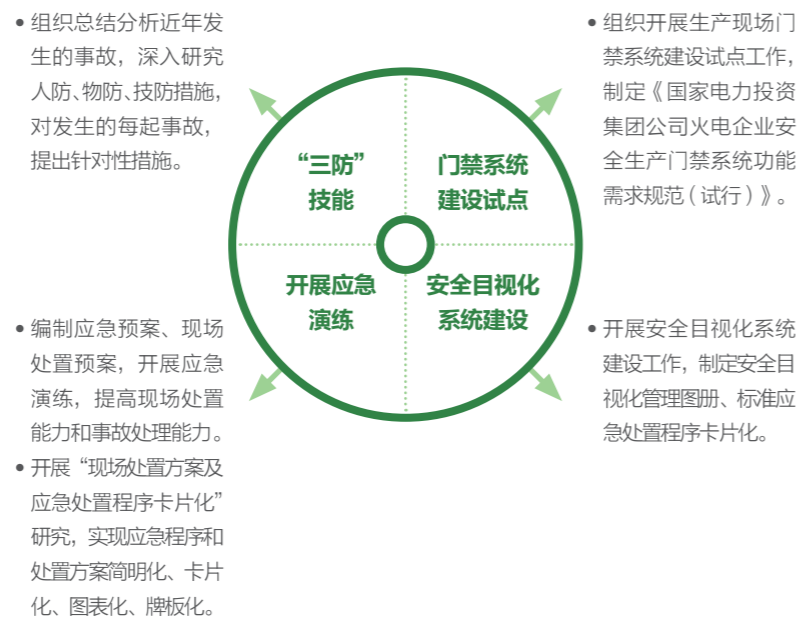 • 组织总结分析近年发
生的事故，深入研究
人防、物防、技防措施，
对发生的每起事故，
提出针对性措施。
“三防”
技能
门禁系统
建设试点
• 组织开展生产现场门
禁系统建设试点工作，
制定《国家电力投资
集团公司火电企业安
全生产门禁系统功能
需求规范（试行）》。
开展应急
演练
安全目视化
系统建设
• 编制应急预案、现场
处置预案，开展应急
演练，提高现场处置
能力和事故处理能力。
• 开展“现场处置方案及
应急处置程序卡片化”
研究，实现应急程序和
处置方案简明化、卡片
化、图表化、牌板化。
• 开展安全目视化系统
建设工作，制定安全目
视化管理图册、标准应
急处置程序卡片化。